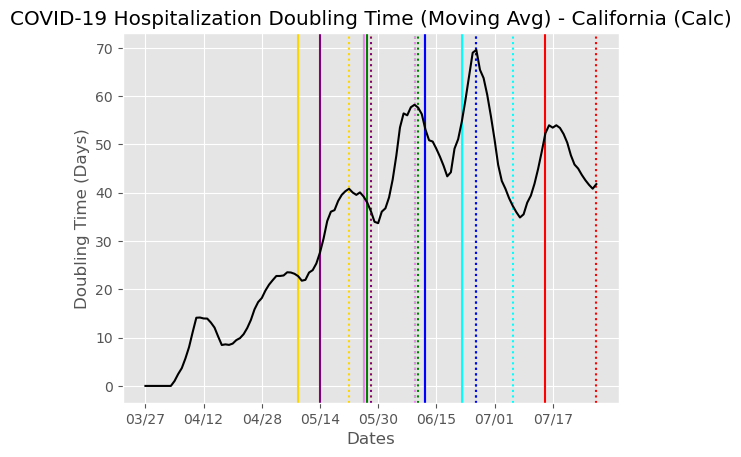 COVID-19 Hospitalization Doubling Time (Moving Avg) - California (Calc)
70
60
50
40
30
20
10
0
Doubling Time (Days)
03/27 04/12 04/28 05/14 05/30 06/15 07/01 07/17
Dates